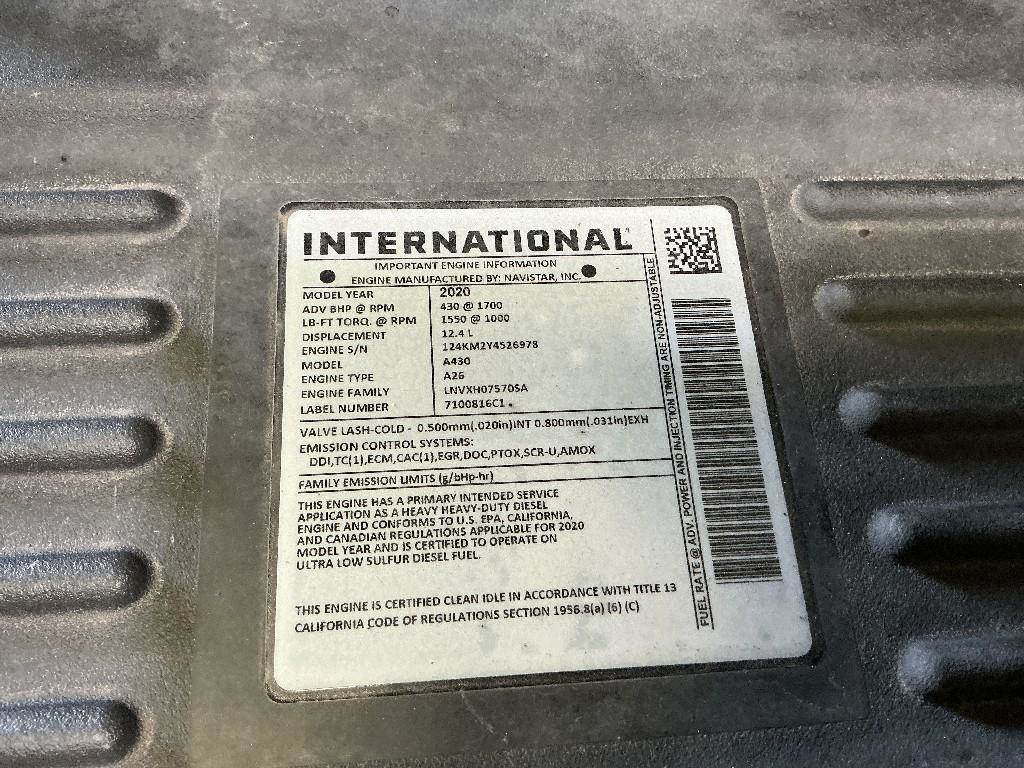 INTERNATIONAL
IMPORTANT ENGINE INFORMATION
ENGINE MANUFACTURED BY: NAVISTAR, INC.
MODEL YEAR 2020
ADV BHP @ RPM 430 @ 1700
LB-FT TORQ. @ RPM 1550 @ 1000
DISPLACEMENT 12.4 L
ENGINE S/N 124KM2Y4526978
MODEL A430
ENGINE TYPE A26
ENGINE FAMILY LNVXH07570SA
LABEL NUMBER 7100816C1
VALVE LASH-COLD - 0.500mm(.020in)INT 0.800mm(.031in)EXH
EMISSION CONTROL SYSTEMS:
DDI,TC(1),ECM,CAC(1),EGR,DOC,PTOX,SCR-U,AMOX
FAMILY EMISSION LIMITS (g/bHp-hr)
THIS ENGINE HAS A PRIMARY INTENDED SERVICE
APPLICATION AS A HEAVY HEAVY-DUTY DIESEL
ENGINE AND CONFORMS TO U.S. EPA, CALIFORNIA,
AND CANADIAN REGULATIONS APPLICABLE FOR 2020
MODEL YEAR AND IS CERTIFIED TO OPERATE ON
ULTRA LOW SULFUR DIESEL FUEL.
THIS ENGINE IS CERTIFIED CLEAN IDLE IN ACCORDANCE WITH TITLE 13
CALIFORNIA CODE OF REGULATIONS SECTION 1956.8(a) (6) (C)
FUEL RATE @ ADV. POWER AND INJECTION TIMING ARE NON-ADJUSTABLE